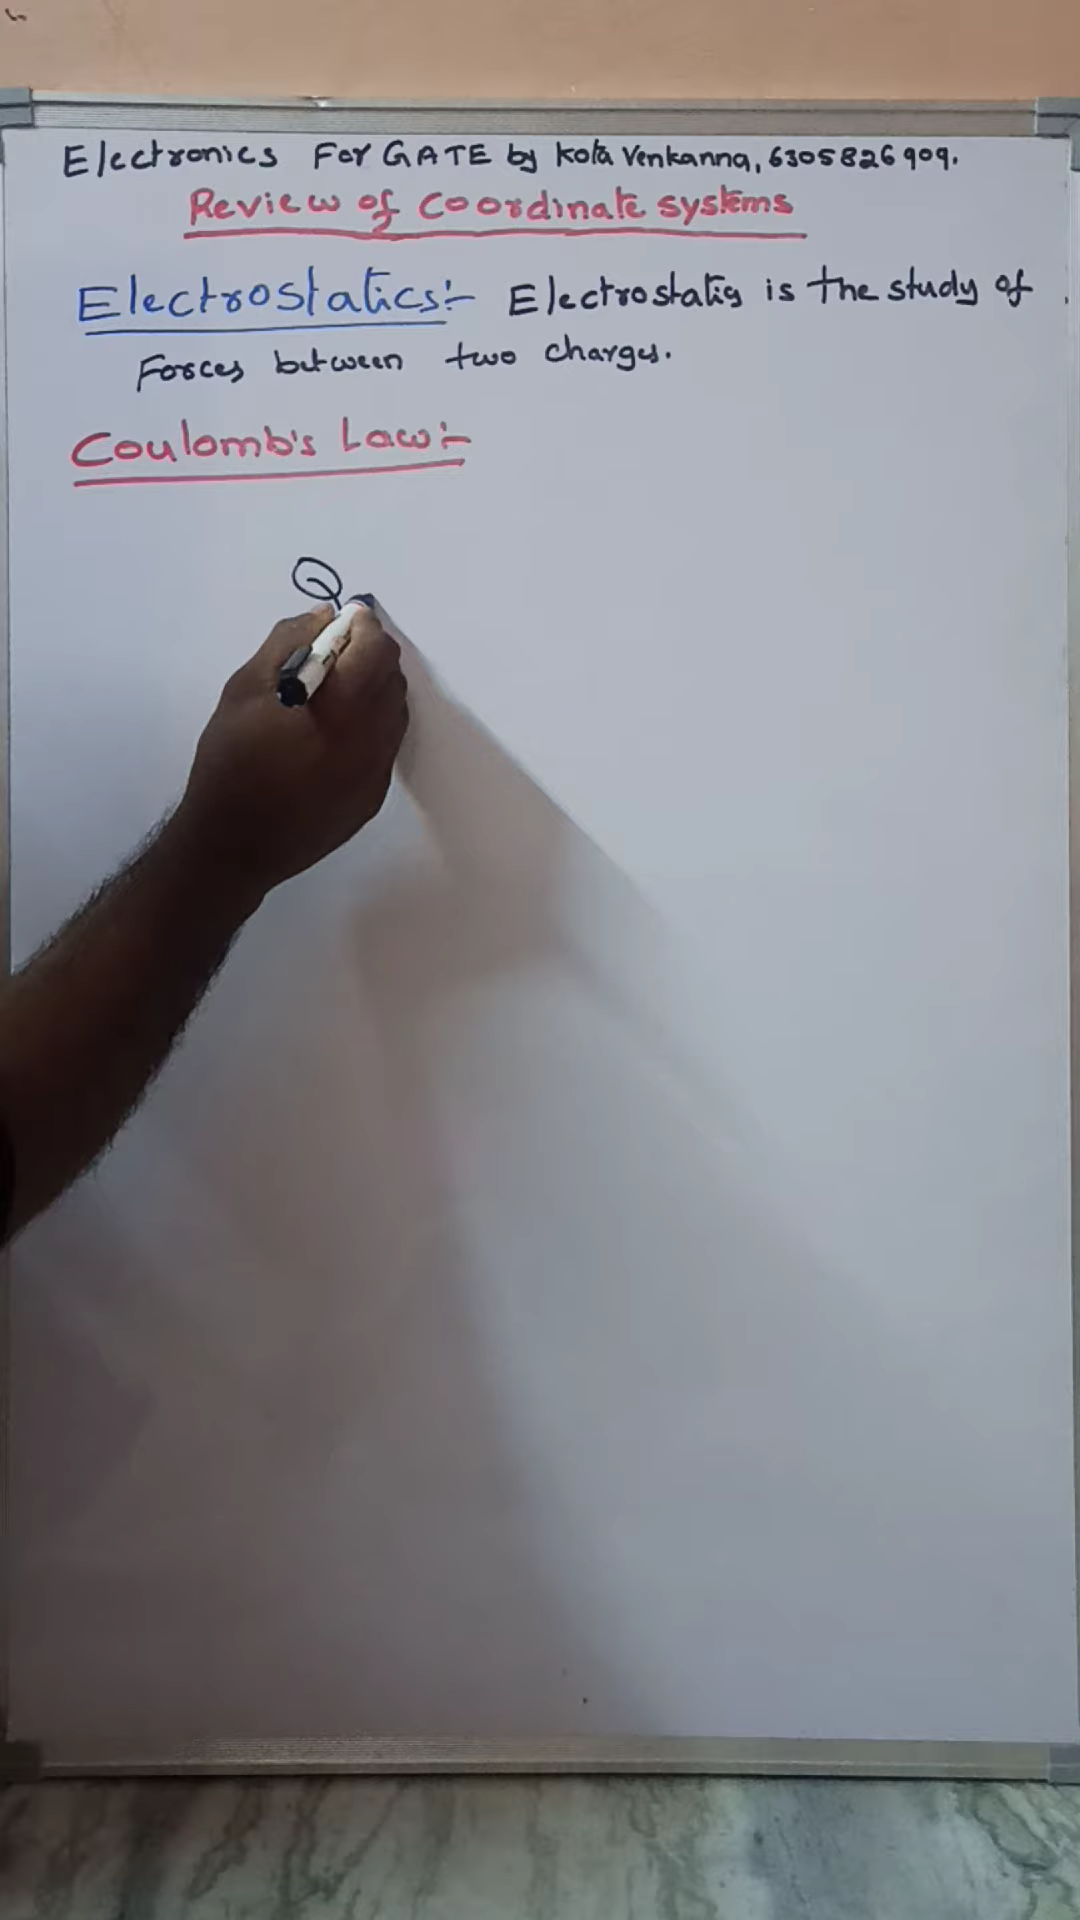 Electronics For GATE by Kota Venkanna, 6305826909.
Review of Coordinate systems
Electrostatics:- Electrostatics is the study of
Forces between two charges.
Coulomb's Law:-
Q